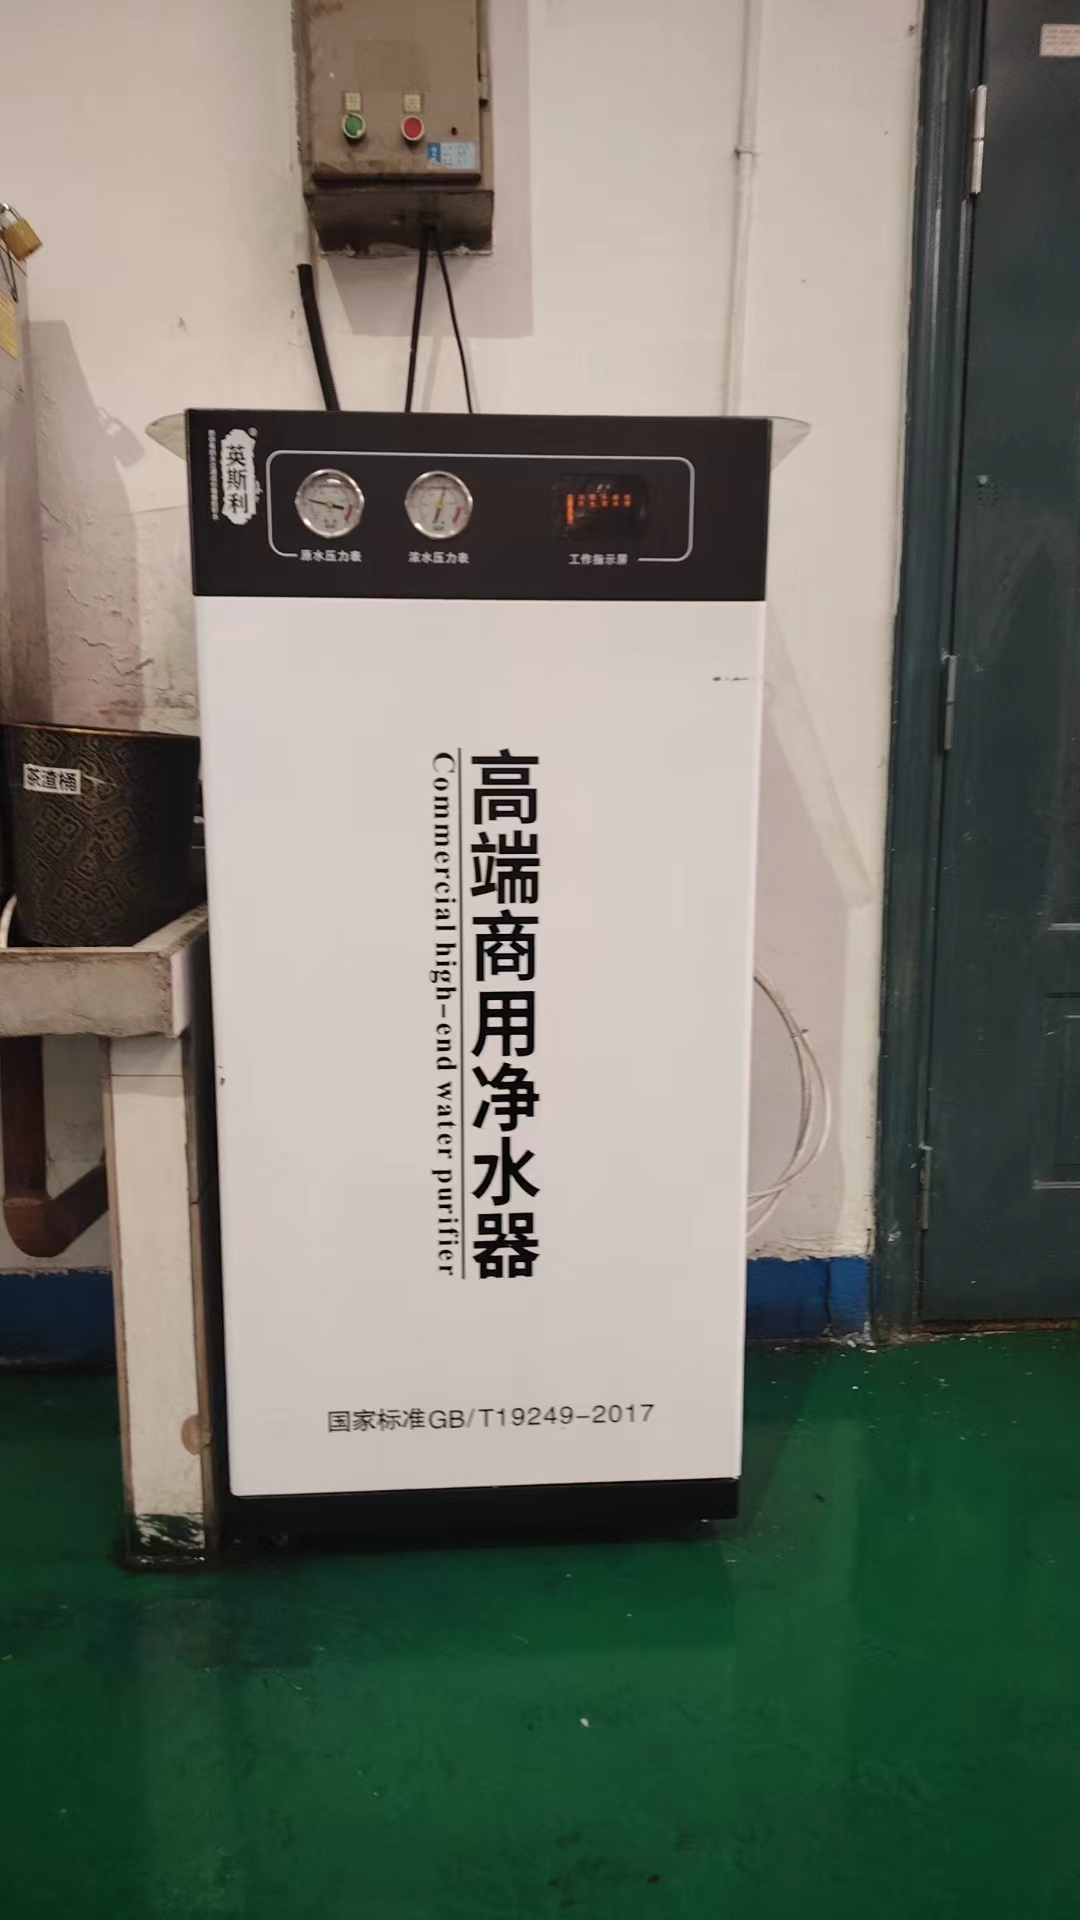 英斯利
原水压力表
浓水压力表
工作指示屏
茶渣桶
高端商用净水器
Commercial high-end water purifier
国家标准GB/T19249-2017